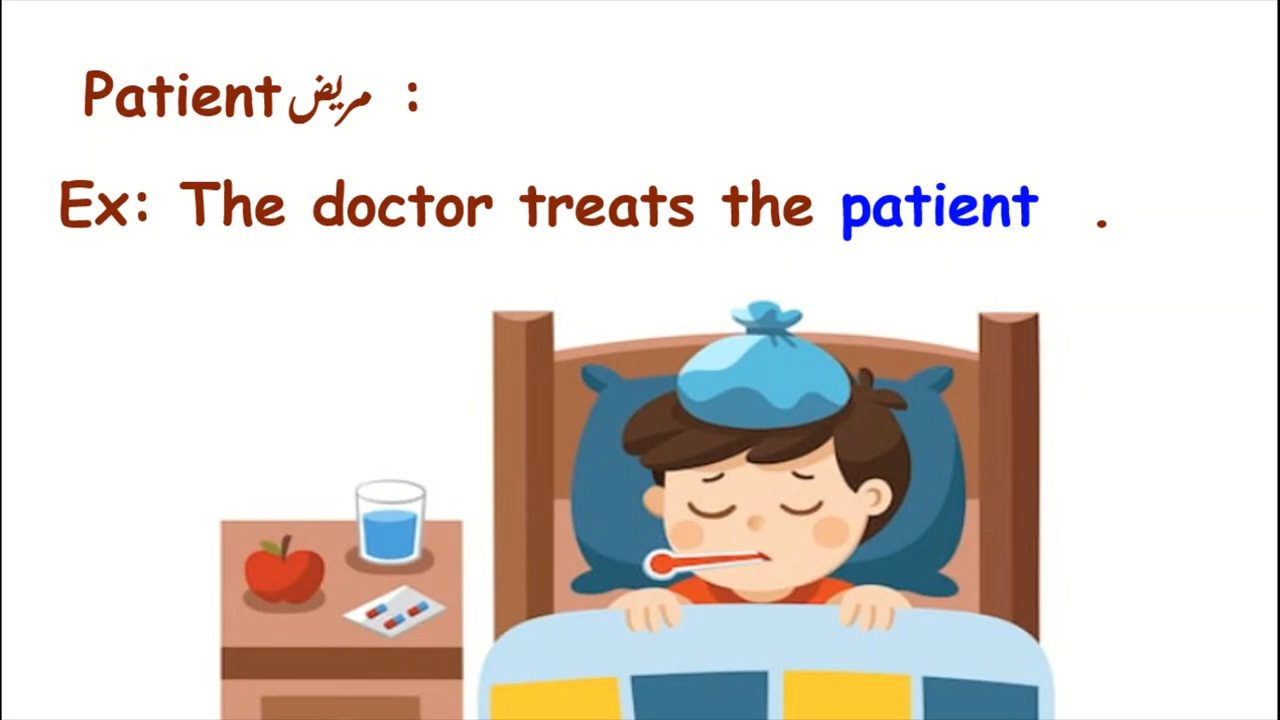 Patient مريض :
Ex: The doctor treats the patient .